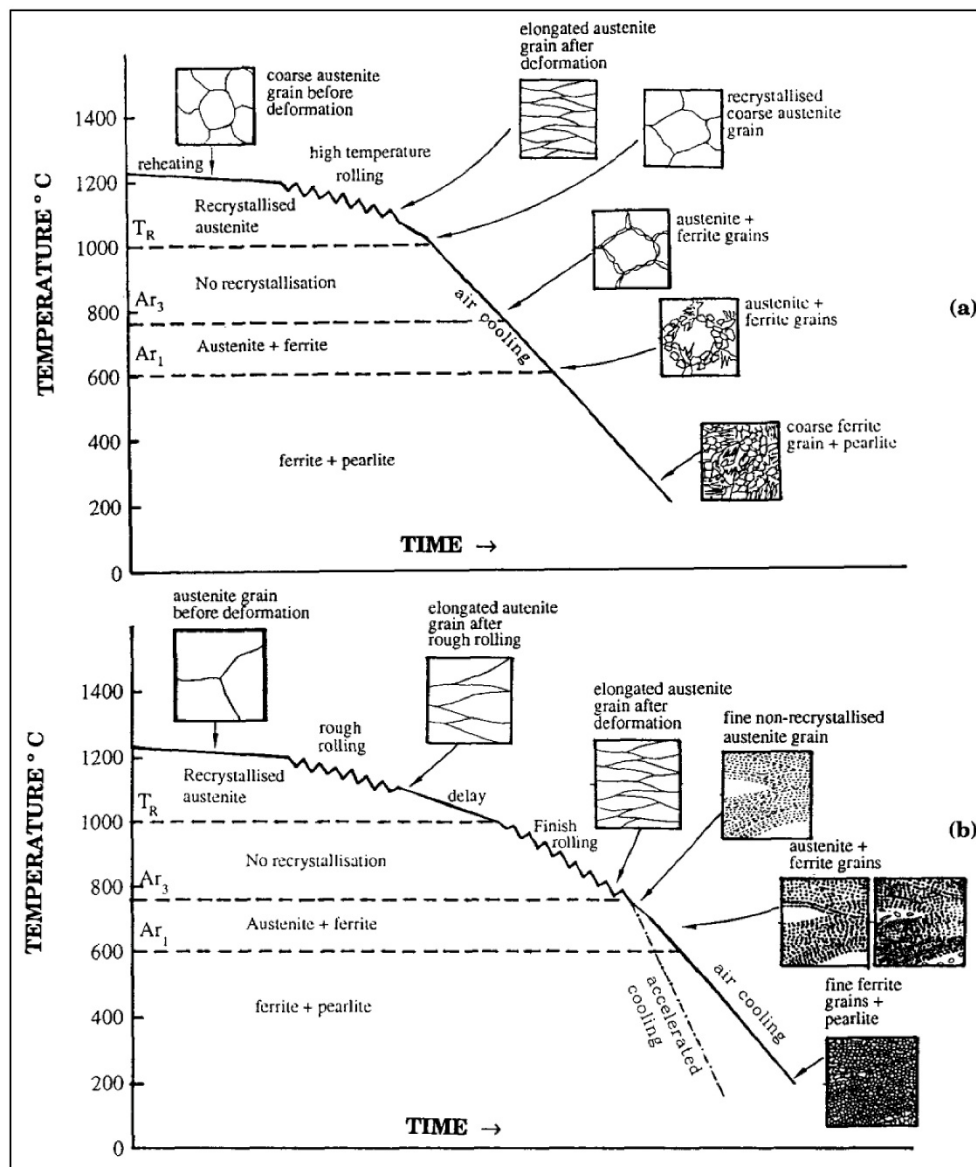 coarse austenite
grain before
deformation
elongated austenite
grain after
deformation
recrystallised
coarse austenite
grain
1400
reheating
high temperature
rolling
1200
Recrystallised
austenite
T_R
1000
austenite +
ferrite grains
No recrystallisation
Ar₃
air cooling
(a)
800
austenite +
ferrite grains
Ar₁
Austenite + ferrite
600
coarse ferrite
grain + pearlite
400
ferrite + pearlite
200
TIME →
0
TEMPERATURE ° C
austenite grain
before deformation
elongated autenite
grain after
rough rolling
elongated austenite
grain after
deformation
fine non-recrystallised
austenite grain
1400
rough
rolling
1200
Recrystallised
austenite
delay
T_R
1000
Finish
rolling
(b)
austenite +
ferrite grains
No recrystallisation
Ar₃
800
Ar₁
Austenite + ferrite
600
air cooling
accelerated
cooling
fine ferrite
grains +
pearlite
ferrite + pearlite
400
200
TIME →
0
TEMPERATURE ° C